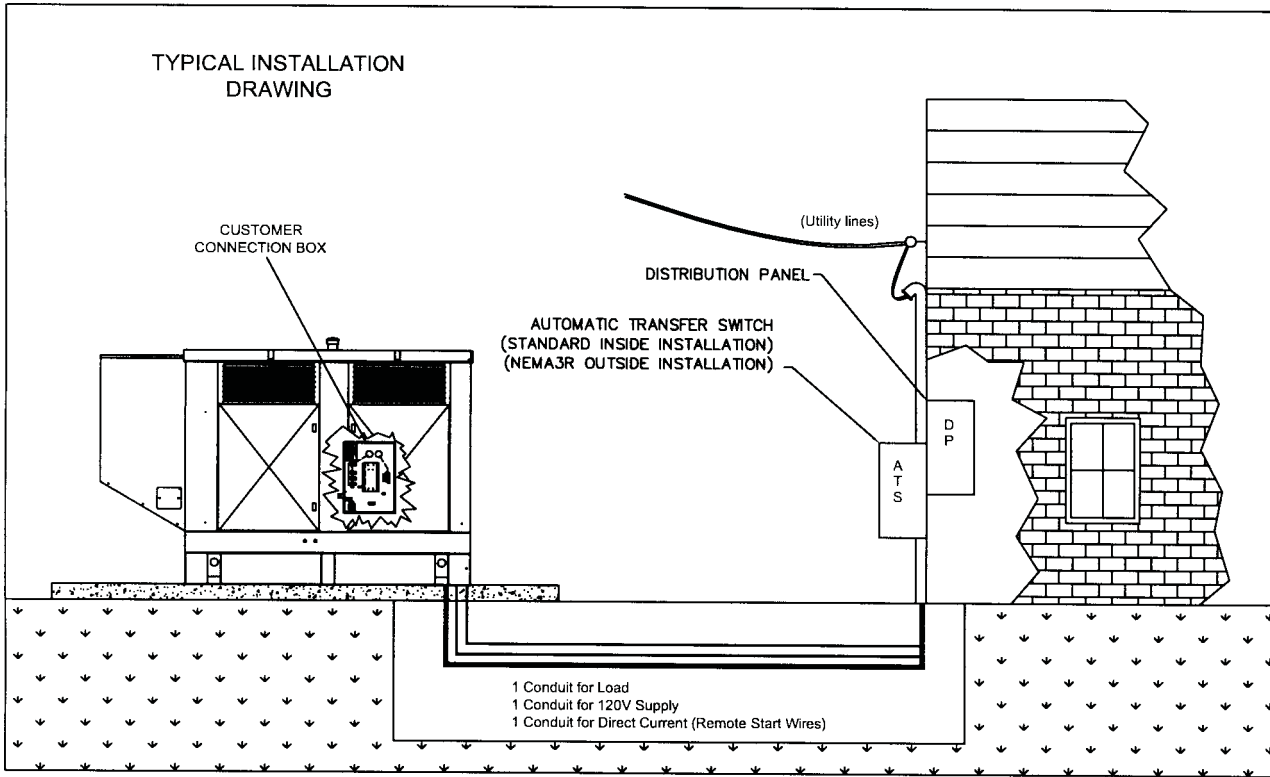 TYPICAL INSTALLATION
DRAWING
CUSTOMER
CONNECTION BOX
(Utility lines)
DISTRIBUTION PANEL
AUTOMATIC TRANSFER SWITCH
(STANDARD INSIDE INSTALLATION)
(NEMA3R OUTSIDE INSTALLATION)
D
P
A
T
S
1 Conduit for Load
1 Conduit for 120V Supply
1 Conduit for Direct Current (Remote Start Wires)